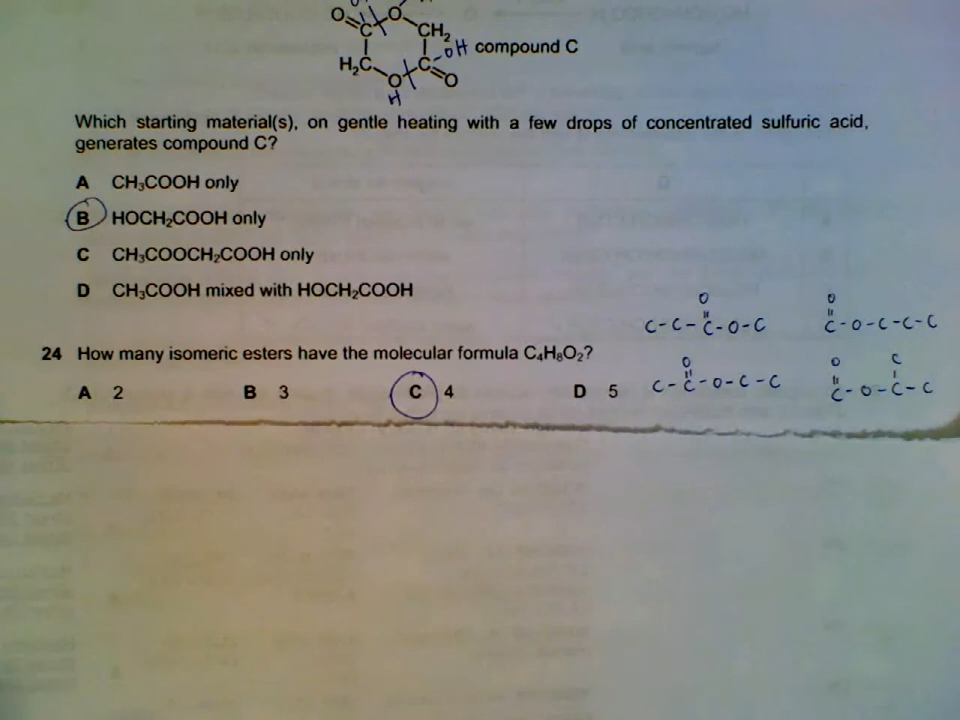 O C O CH₂
OH compound C
H₂C O C O
H
Which starting material(s), on gentle heating with a few drops of concentrated sulfuric acid,
generates compound C?
A CH₃COOH only
B HOCH₂COOH only
C CH₃COOCH₂COOH only
D CH₃COOH mixed with HOCH₂COOH
O O
C-C-C-O-C C-O-C-C-C
24 How many isomeric esters have the molecular formula C₄H₈O₂?
O O C
C-C-O-C-C C-O-C-C
A 2 B 3 C 4 D 5